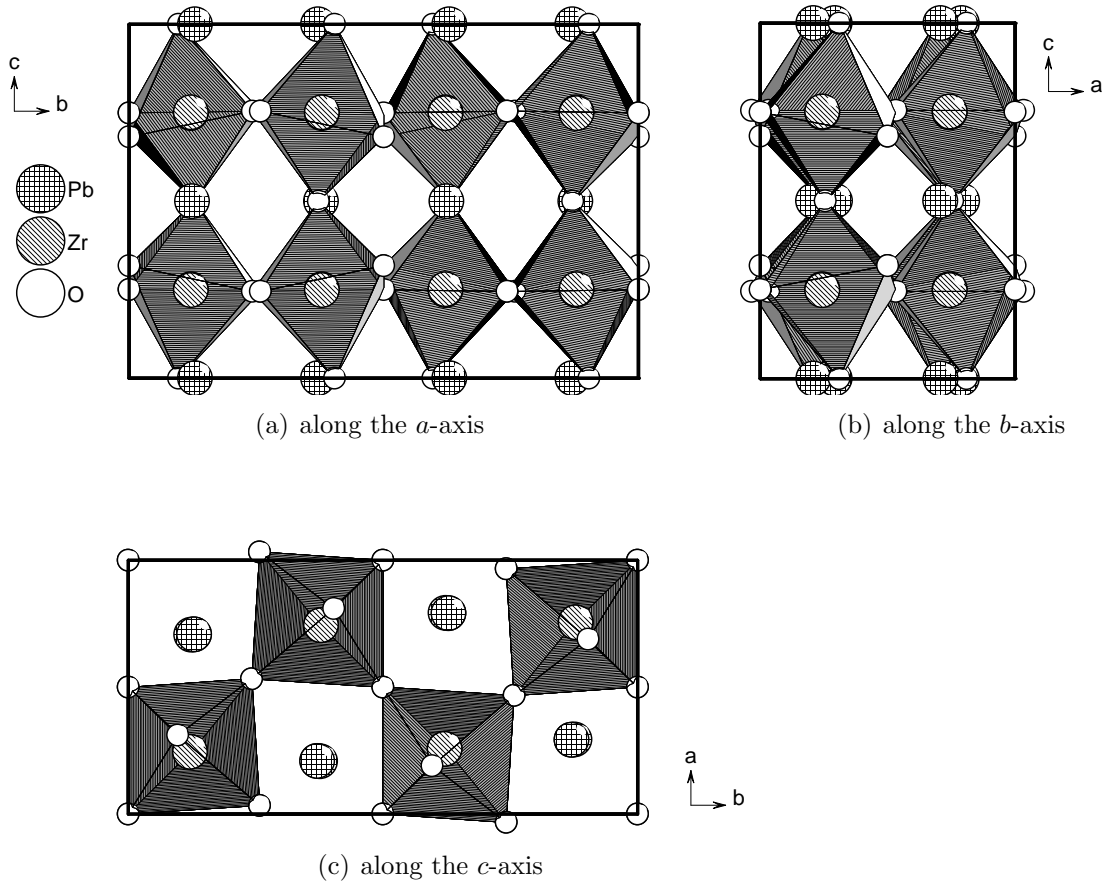 c
b
Pb
Zr
O
(a) along the a-axis
c
a
(b) along the b-axis
a
b
(c) along the c-axis